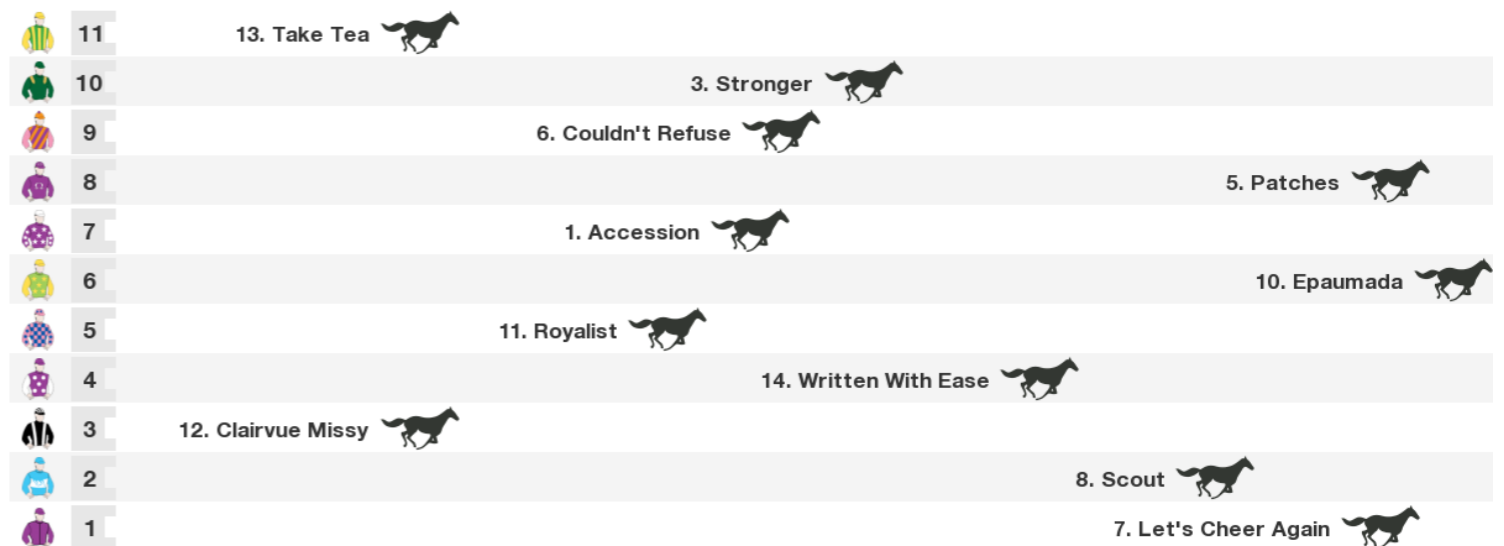 11 13. Take Tea
10 3. Stronger
9 6. Couldn't Refuse
8 5. Patches
7 1. Accession
6 10. Epaumada
5 11. Royalist
4 14. Written With Ease
3 12. Clairvue Missy
2 8. Scout
1 7. Let's Cheer Again